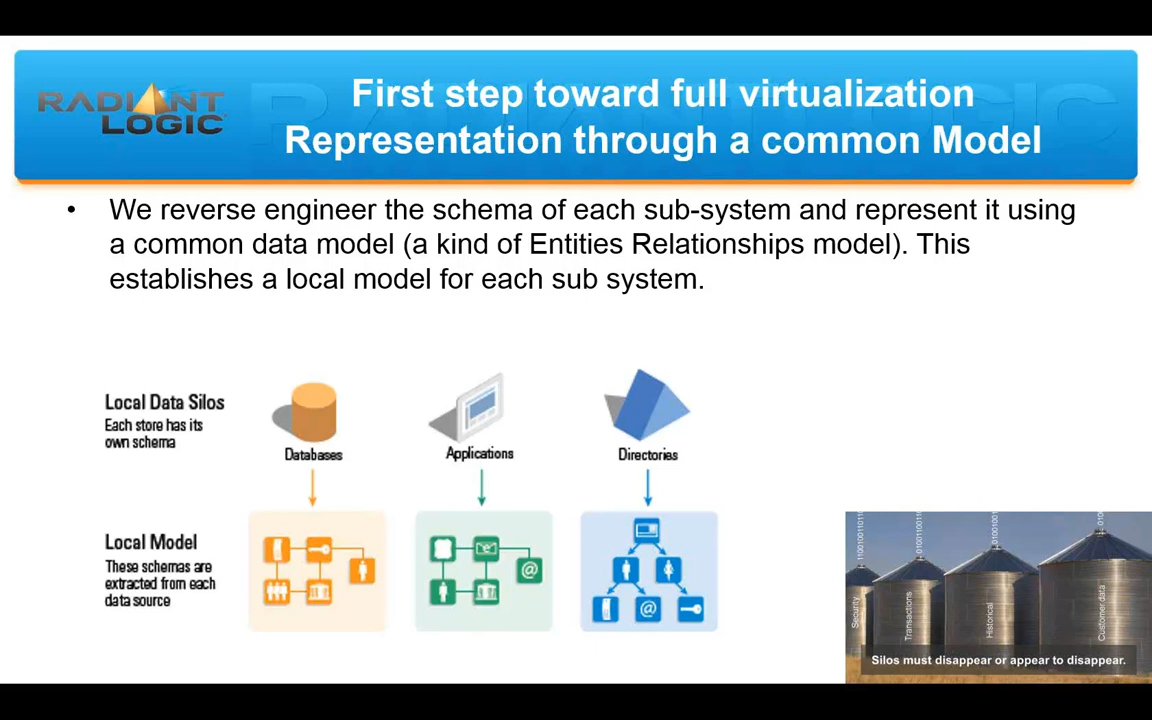 RADIANT
LOGIC
First step toward full virtualization
Representation through a common Model
• We reverse engineer the schema of each sub-system and represent it using
a common data model (a kind of Entities Relationships model). This
establishes a local model for each sub system.
Local Data Silos
Each store has its
own schema
Databases
Applications
Directories
Local Model
These schemas are
extracted from each
data source
@
@
Security
Transactions
Historical
Customer data
Silos must disappear or appear to disappear.